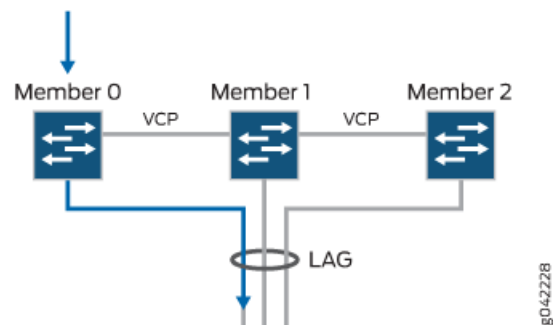 Member 0
Member 1
Member 2
VCP
VCP
LAG
g042228